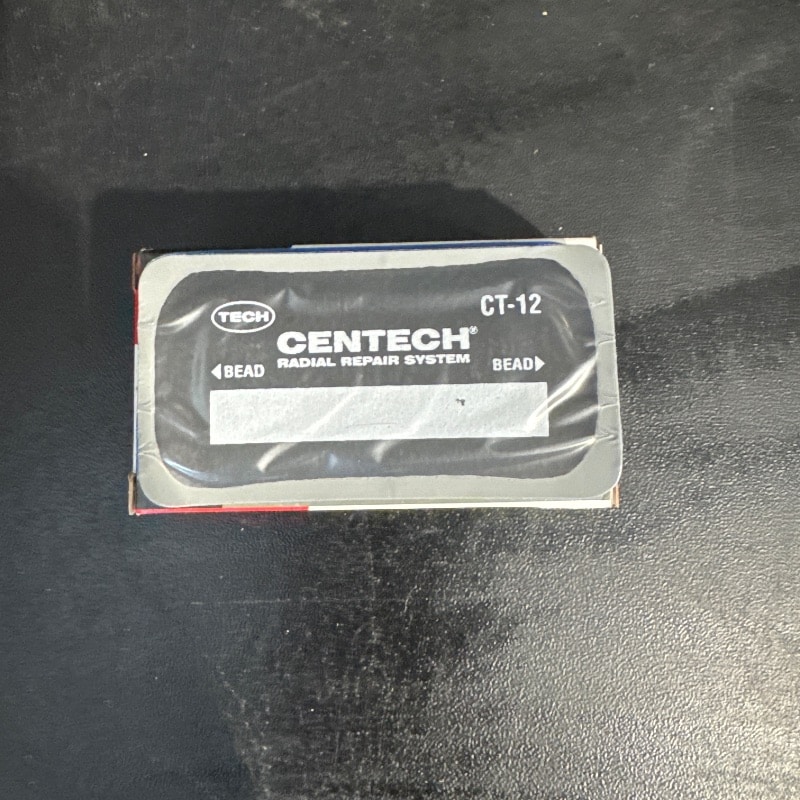 TECH
CT-12
CENTECH®
RADIAL REPAIR SYSTEM
◀BEAD
BEAD▶